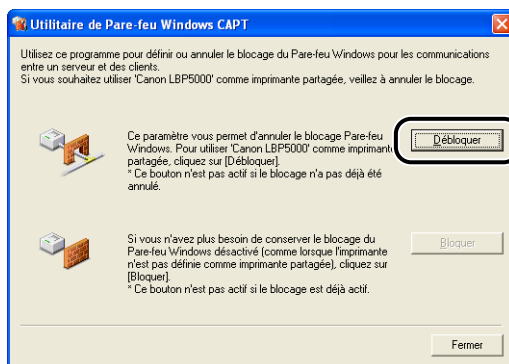 Utilitaire de Pare-feu Windows CAPT
Utilisez ce programme pour définir ou annuler le blocage du Pare-feu Windows pour les communications
entre un serveur et des clients.
Si vous souhaitez utiliser 'Canon LBP5000' comme imprimante partagée, veillez à annuler le blocage.
Ce paramètre vous permet d'annuler le blocage Pare-feu
Windows. Pour utiliser 'Canon LBP5000' comme imprimante
partagée, cliquez sur [Débloquer].
* Ce bouton n'est pas actif si le blocage n'a pas déjà été
annulé.
Débloquer
Si vous n'avez plus besoin de conserver le blocage du
Pare-feu Windows désactivé (comme lorsque l'imprimante
n'est pas définie comme imprimante partagée), cliquez sur
[Bloquer].
* Ce bouton n'est pas actif si le blocage est déjà actif.
Bloquer
Fermer